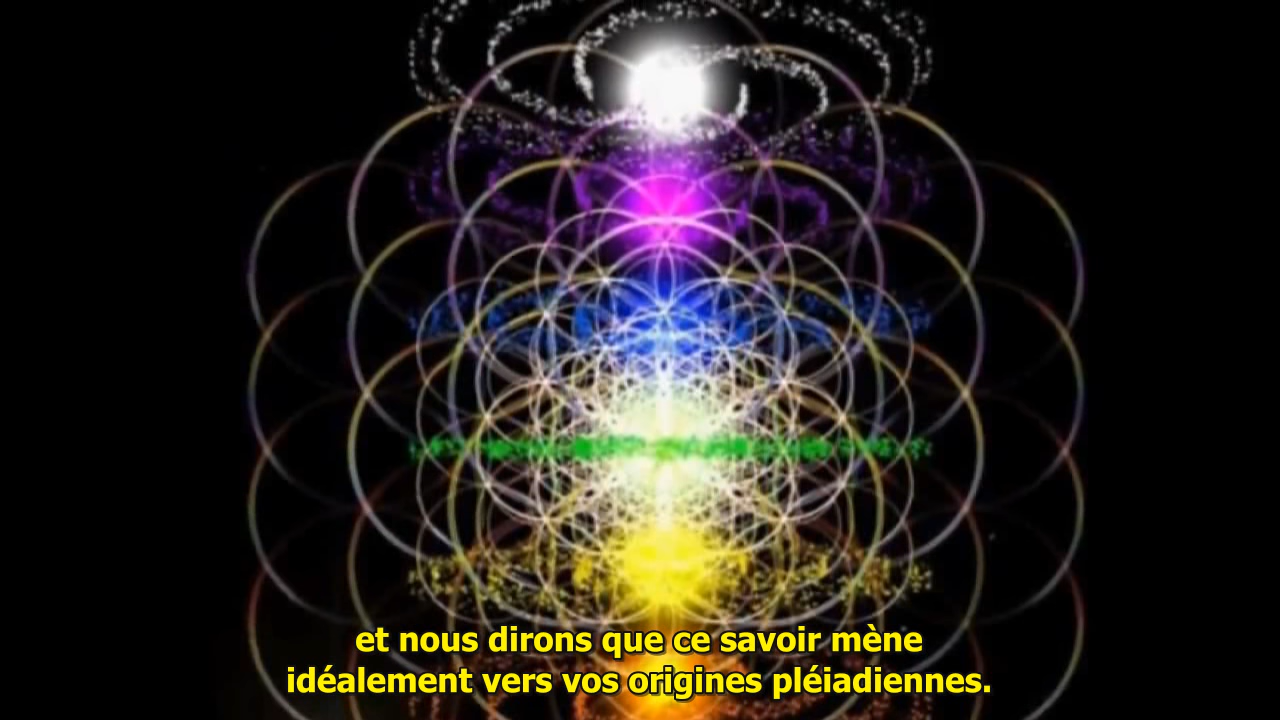 et nous dirons que ce savoir mène
idéalement vers vos origines pléiadiennes.